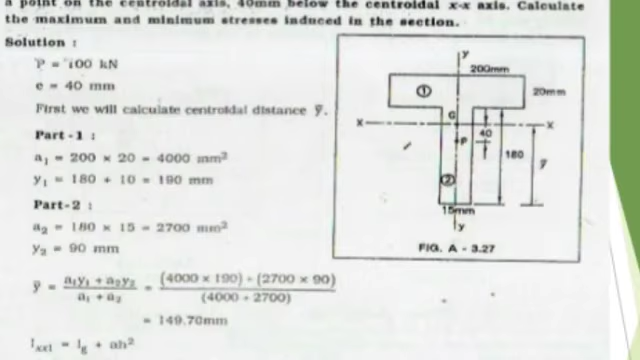 a point on the centroidal axis, 40mm below the centroidal x-x axis. Calculate
the maximum and minimum stresses induced in the section.
Solution :
P = 100 kN
e = 40 mm
First we will calculate centroidal distance ȳ.
Part-1 :
a₁ = 200 × 20 = 4000 mm²
y₁ = 180 + 10 = 190 mm
Part-2 :
a₂ = 180 × 15 = 2700 mm²
y₂ = 90 mm
ȳ = (a₁y₁ + a₂y₂) / (a₁ + a₂) = ((4000 × 190) + (2700 × 90)) / (4000 + 2700)
= 149.70mm
Iₓₓ₁ = I_g + ah²
y
200mm
① 20mm
G
x x
40
P 180 ȳ
②
15mm
y
FIG. A - 3.27